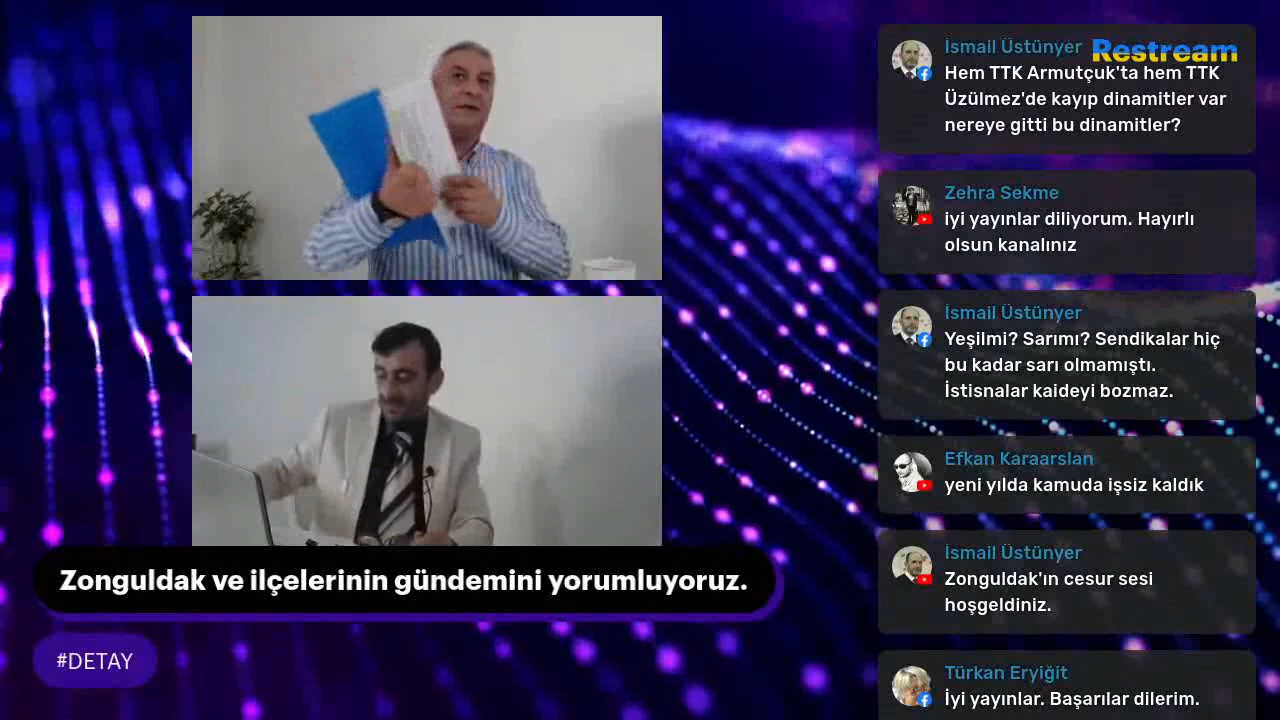 İsmail Üstünyer
Restream
Hem TTK Armutçuk'ta hem TTK
Üzülmez'de kayıp dinamitler var
nereye gitti bu dinamitler?
Zehra Sekme
iyi yayınlar diliyorum. Hayırlı
olsun kanalınız
İsmail Üstünyer
Yeşilmi? Sarımı? Sendikalar hiç
bu kadar sarı olmamıştı.
İstisnalar kaideyi bozmaz.
Efkan Karaarslan
yeni yılda kamuda işsiz kaldık
İsmail Üstünyer
Zonguldak'ın cesur sesi
hoşgeldiniz.
Türkan Eryiğit
İyi yayınlar. Başarılar dilerim.
Zonguldak ve ilçelerinin gündemini yorumluyoruz.
#DETAY